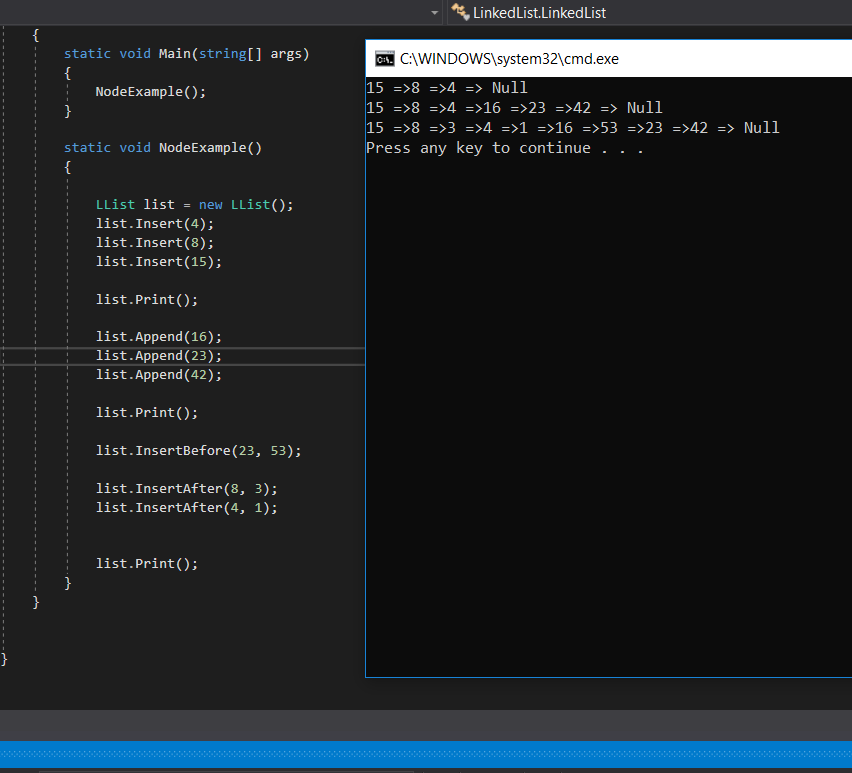 LinkedList.LinkedList
{
static void Main(string[] args)
{
NodeExample();
}
static void NodeExample()
{
LList list = new LList();
list.Insert(4);
list.Insert(8);
list.Insert(15);
list.Print();
list.Append(16);
list.Append(23);
list.Append(42);
list.Print();
list.InsertBefore(23, 53);
list.InsertAfter(8, 3);
list.InsertAfter(4, 1);
list.Print();
}
}
}
C:\WINDOWS\system32\cmd.exe
15 =>8 =>4 => Null
15 =>8 =>4 =>16 =>23 =>42 => Null
15 =>8 =>3 =>4 =>1 =>16 =>53 =>23 =>42 => Null
Press any key to continue . . .